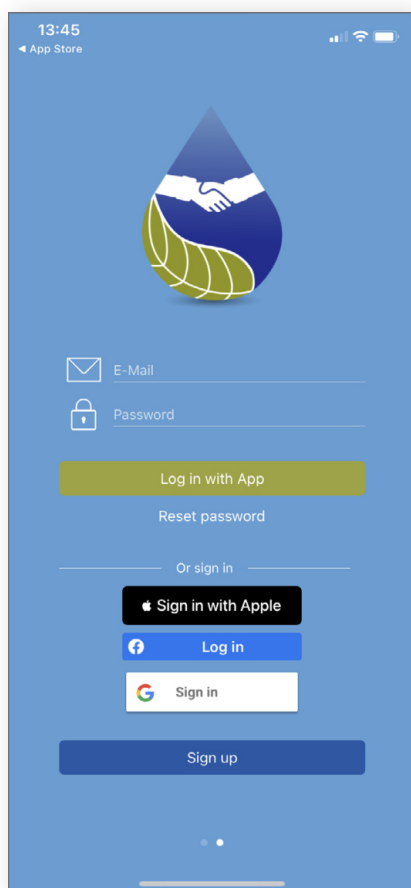 13:45
◀ App Store
E-Mail
Password
Log in with App
Reset password
Or sign in
Sign in with Apple
Log in
Sign in
Sign up